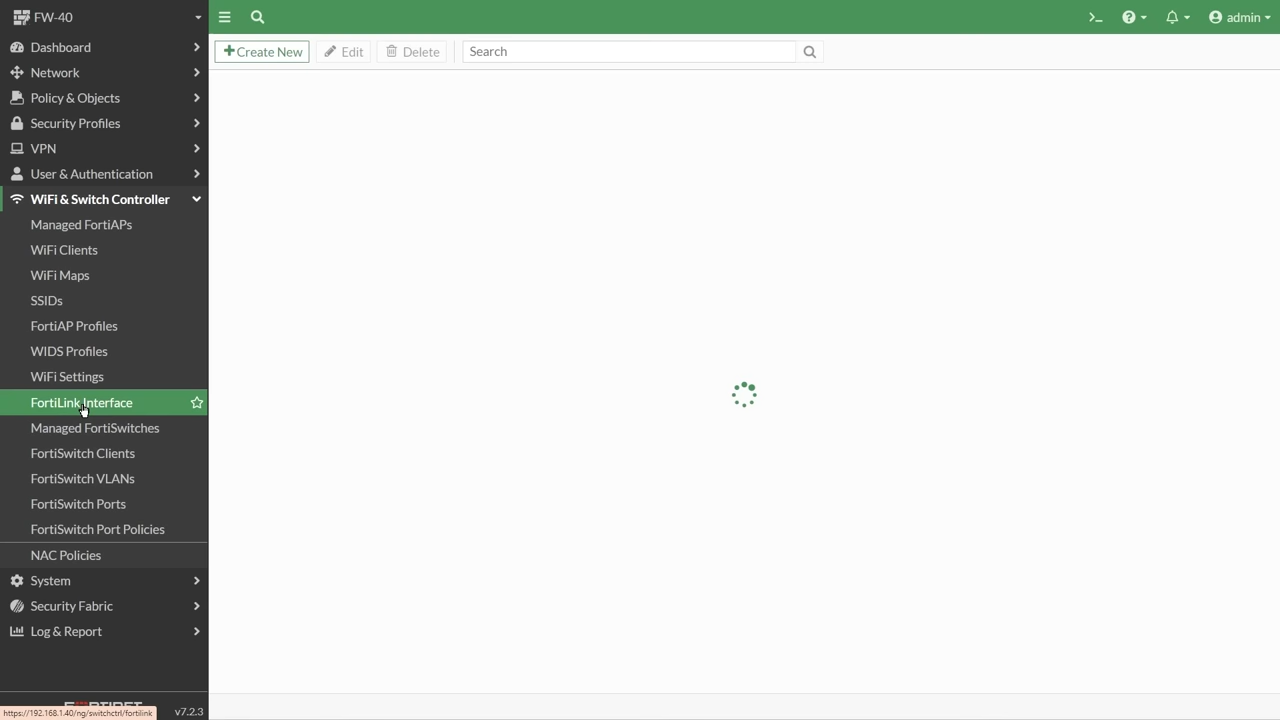 FW-40
admin
Dashboard
Create New
Edit
Delete
Search
Network
Policy & Objects
Security Profiles
VPN
User & Authentication
WiFi & Switch Controller
Managed FortiAPs
WiFi Clients
WiFi Maps
SSIDs
FortiAP Profiles
WIDS Profiles
WiFi Settings
FortiLink Interface
Managed FortiSwitches
FortiSwitch Clients
FortiSwitch VLANs
FortiSwitch Ports
FortiSwitch Port Policies
NAC Policies
System
Security Fabric
Log & Report
https://192.168.1.40/ng/switchctrl/fortilink
v7.2.3